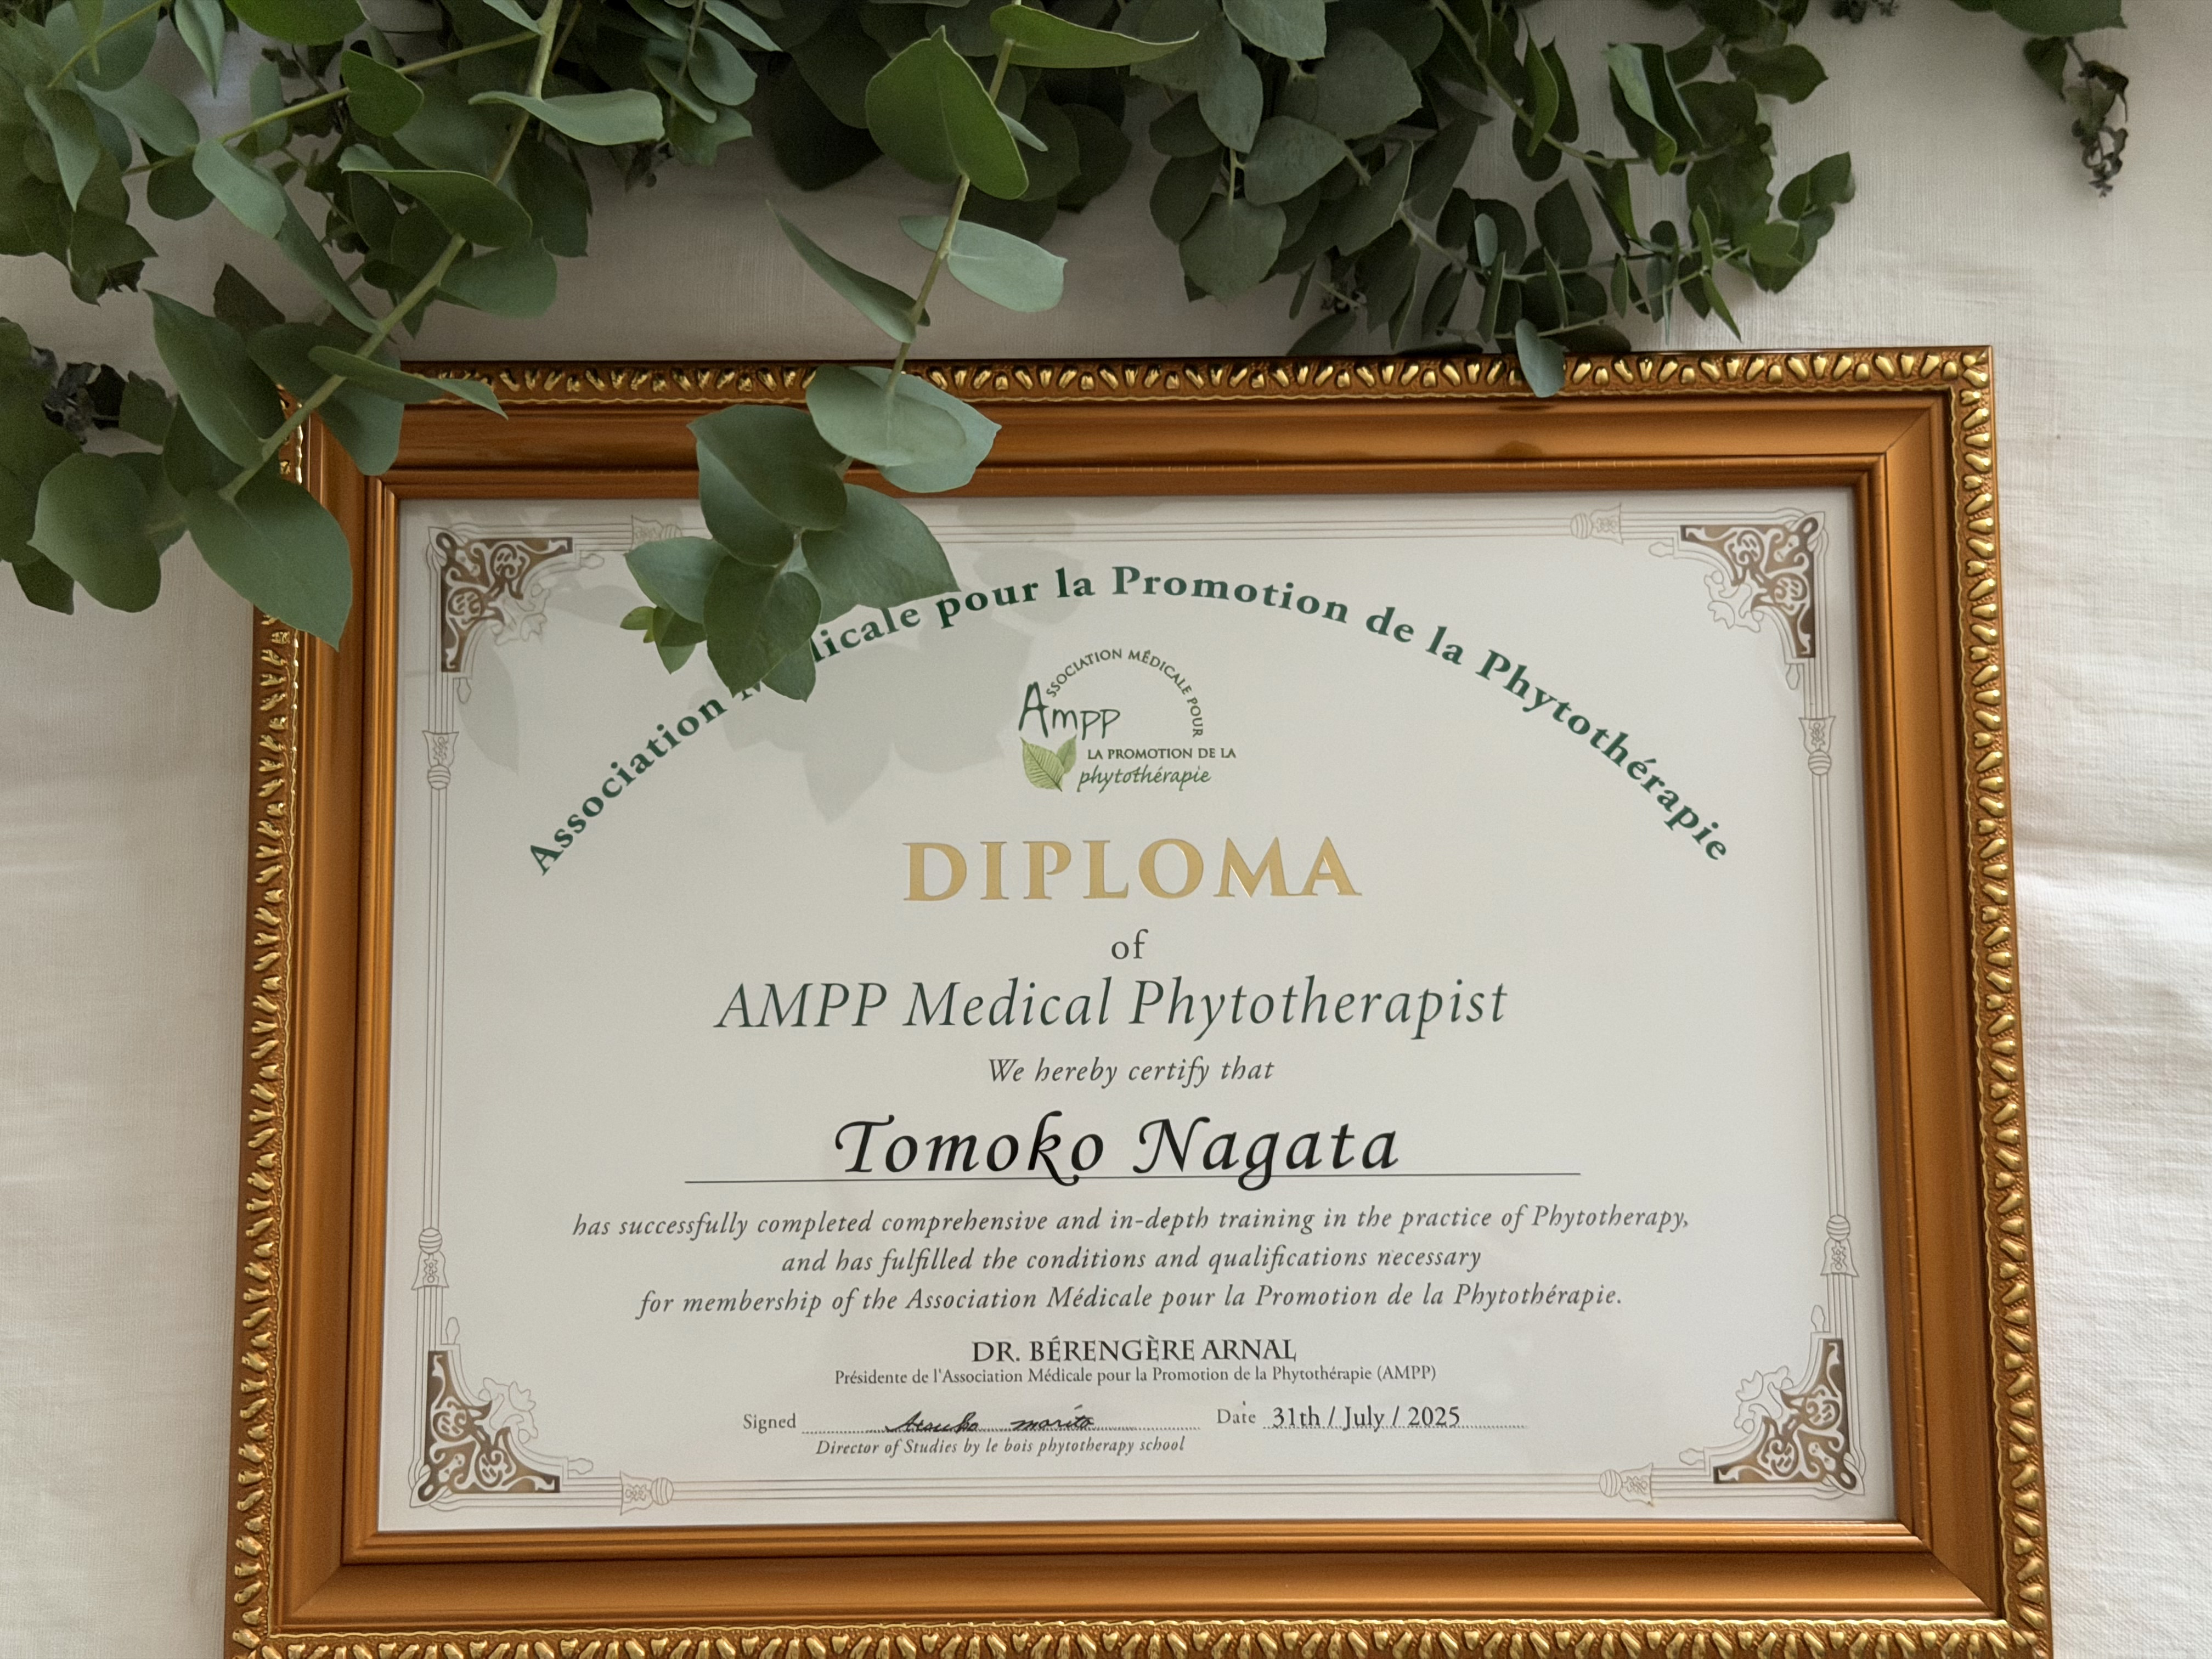 Association Médicale pour la Promotion de la Phytothérapie
Ampp
ASSOCIATION MÉDICALE POUR
LA PROMOTION DE LA
phytothérapie
DIPLOMA
of
AMPP Medical Phytotherapist
We hereby certify that
Tomoko Nagata
has successfully completed comprehensive and in-depth training in the practice of Phytotherapy,
and has fulfilled the conditions and qualifications necessary
for membership of the Association Médicale pour la Promotion de la Phytothérapie.
DR. BÉRENGÈRE ARNAL
Présidente de l'Association Médicale pour la Promotion de la Phytothérapie (AMPP)
Signed morita Date 31th / July / 2025
Director of Studies by le bois phytotherapy school